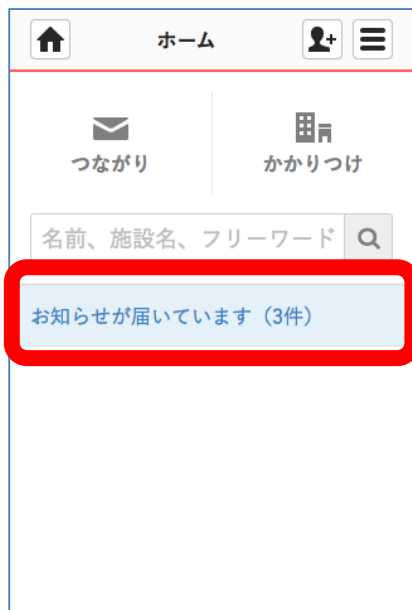 ホーム
つながり
かかりつけ
名前、施設名、フリーワード
お知らせが届いています（3件）